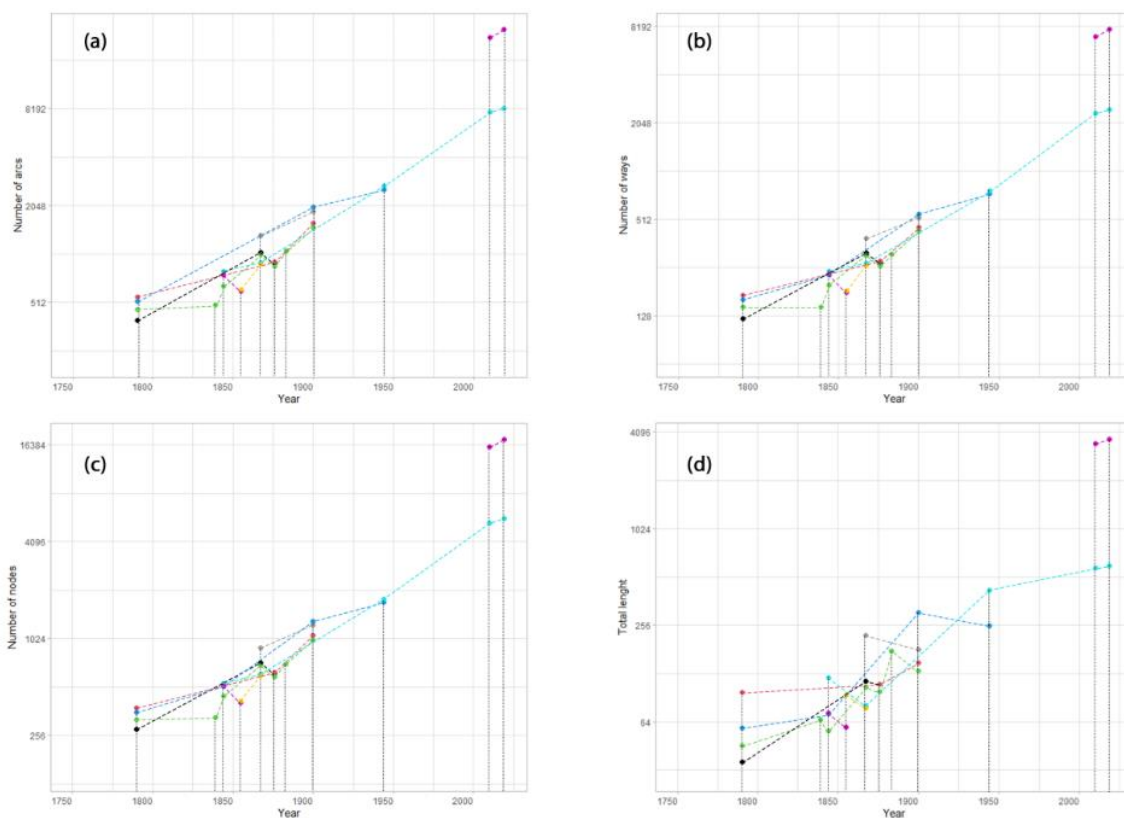 (a)
Number of arcs
8192
2048
512
1750 1800 1850 1900 1950 2000
Year
(b)
Number of ways
8192
2048
512
128
1750 1800 1850 1900 1950 2000
Year
(c)
Number of nodes
16384
4096
1024
256
1750 1800 1850 1900 1950 2000
Year
(d)
Total lenght
4096
1024
256
64
1750 1800 1850 1900 1950 2000
Year